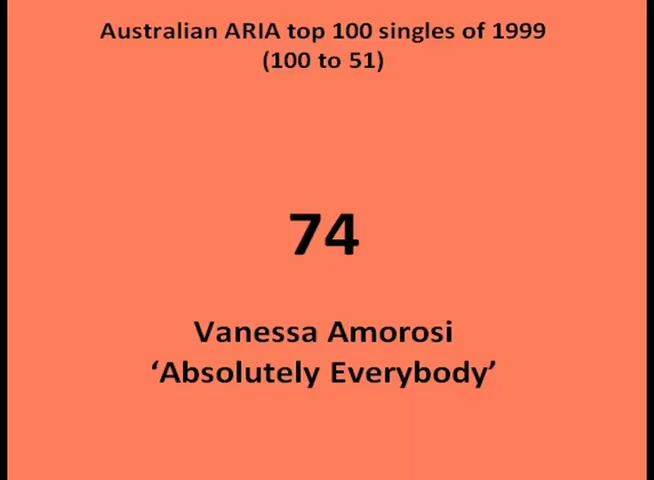 Australian ARIA top 100 singles of 1999
(100 to 51)
74
Vanessa Amorosi
‘Absolutely Everybody’